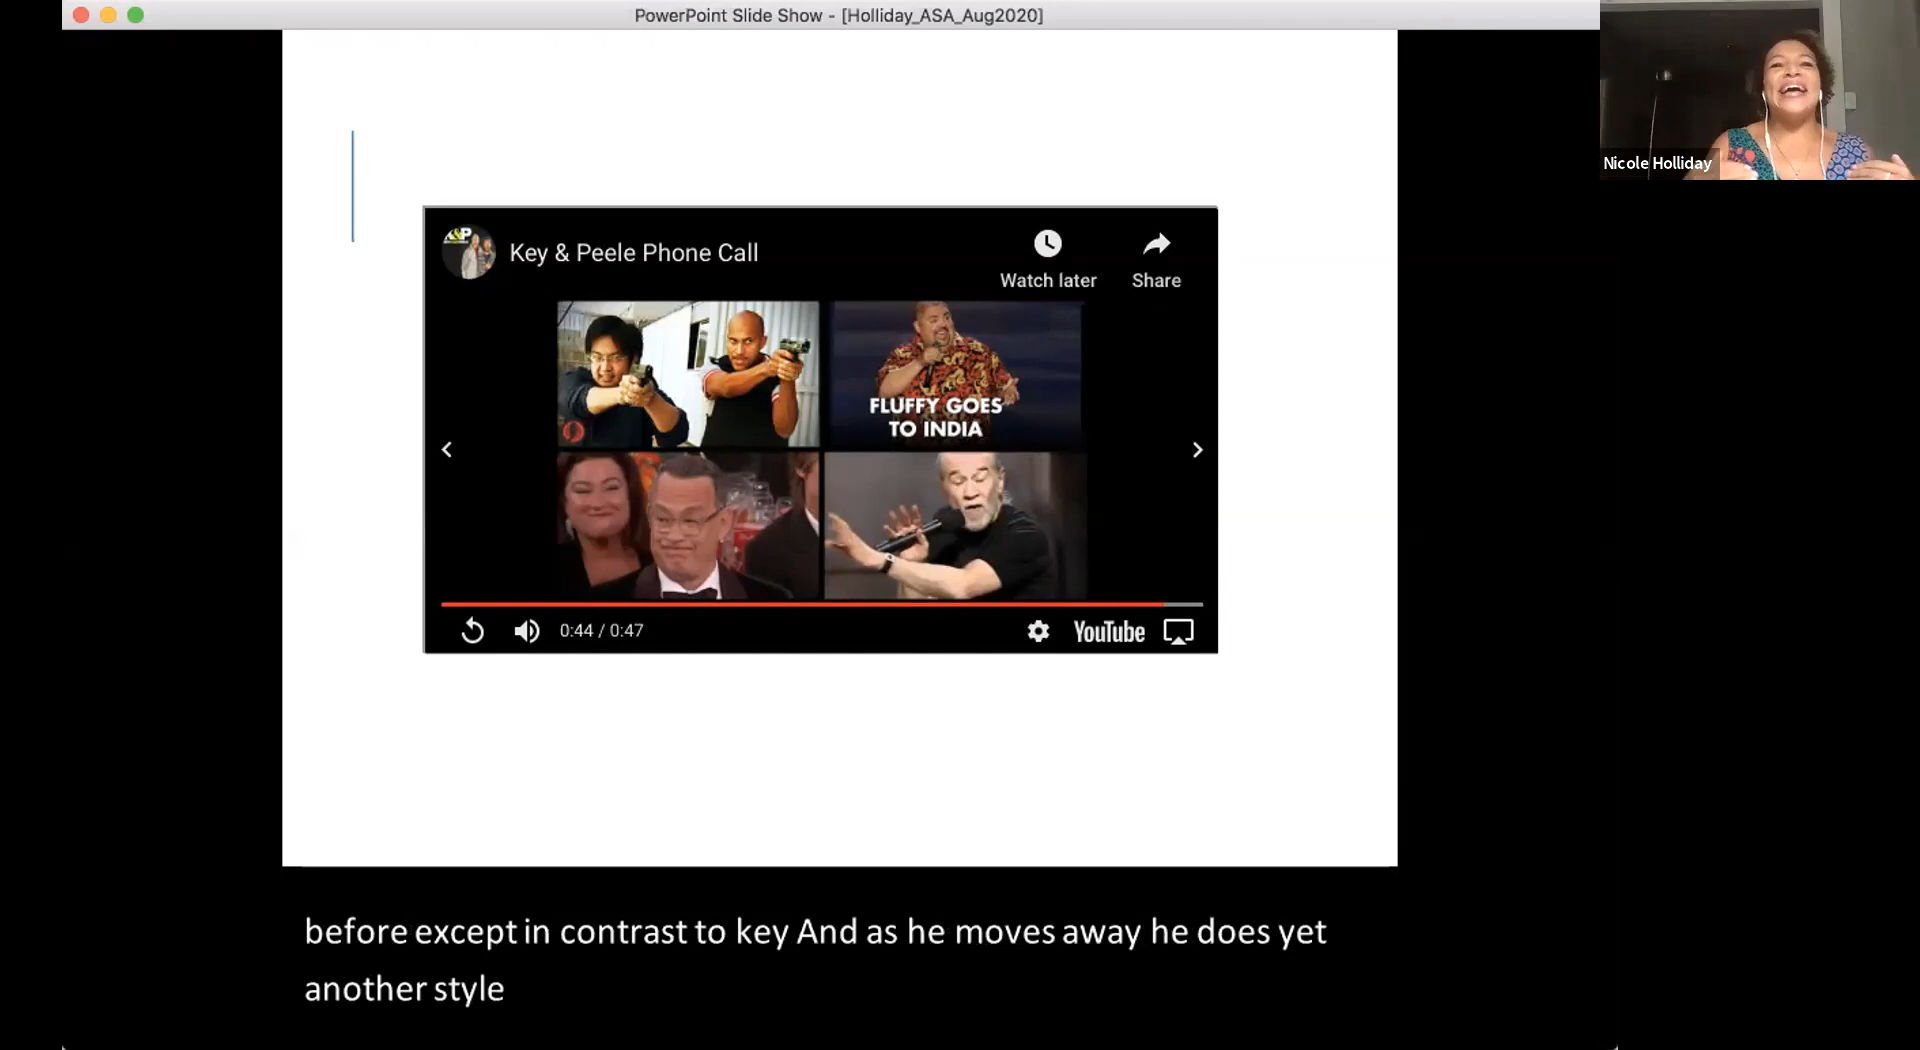 PowerPoint Slide Show - [Holliday_ASA_Aug2020]
Nicole Holliday
K&P
Key & Peele Phone Call
Watch later
Share
FLUFFY GOES
TO INDIA
0:44 / 0:47
YouTube
before except in contrast to key And as he moves away he does yet
another style